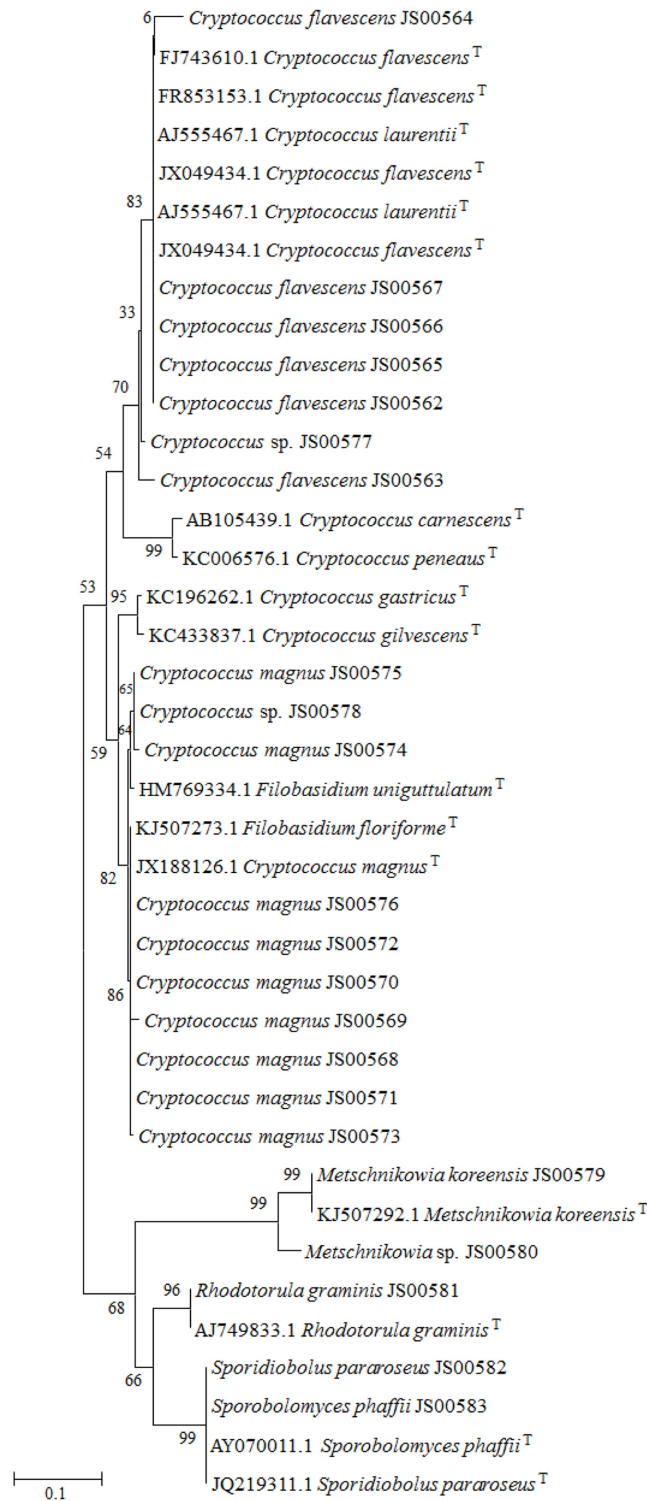 6
Cryptococcus flavescens JS00564
FJ743610.1 Cryptococcus flavescens T
FR853153.1 Cryptococcus flavescens T
AJ555467.1 Cryptococcus laurentii T
JX049434.1 Cryptococcus flavescens T
83
AJ555467.1 Cryptococcus laurentii T
JX049434.1 Cryptococcus flavescens T
Cryptococcus flavescens JS00567
33
Cryptococcus flavescens JS00566
Cryptococcus flavescens JS00565
70
Cryptococcus flavescens JS00562
Cryptococcus sp. JS00577
54
Cryptococcus flavescens JS00563
AB105439.1 Cryptococcus carnescens T
99
KC006576.1 Cryptococcus peneaus T
53
95
KC196262.1 Cryptococcus gastricus T
KC433837.1 Cryptococcus gilvescens T
Cryptococcus magnus JS00575
65
Cryptococcus sp. JS00578
64
59
Cryptococcus magnus JS00574
HM769334.1 Filobasidium uniguttulatum T
KJ507273.1 Filobasidium floriforme T
JX188126.1 Cryptococcus magnus T
82
Cryptococcus magnus JS00576
Cryptococcus magnus JS00572
Cryptococcus magnus JS00570
86
Cryptococcus magnus JS00569
Cryptococcus magnus JS00568
Cryptococcus magnus JS00571
Cryptococcus magnus JS00573
99
Metschnikowia koreensis JS00579
99
KJ507292.1 Metschnikowia koreensis T
Metschnikowia sp. JS00580
68
96
Rhodotorula graminis JS00581
AJ749833.1 Rhodotorula graminis T
66
Sporidiobolus pararoseus JS00582
Sporobolomyces phaffii JS00583
99
AY070011.1 Sporobolomyces phaffii T
JQ219311.1 Sporidiobolus pararoseus T
0.1